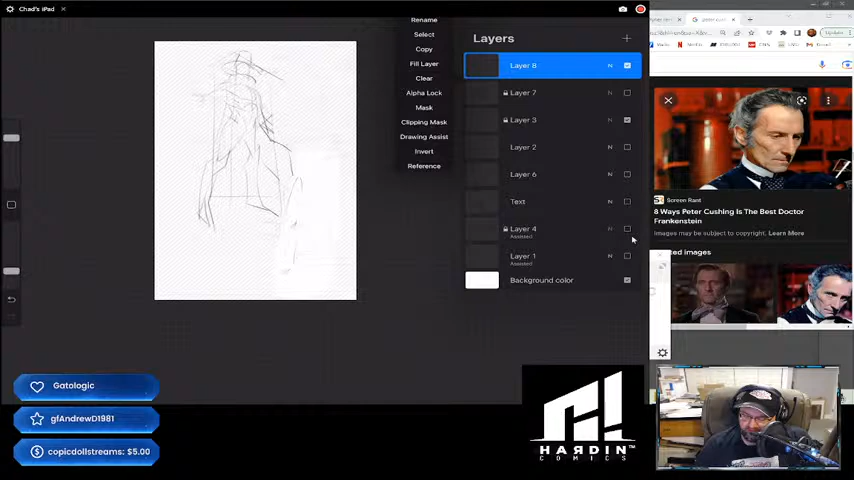 Chad's iPad
Rename
Select
Copy
Fill Layer
Clear
Alpha Lock
Mask
Clipping Mask
Drawing Assist
Invert
Reference
Layers
Layer 8 N
Layer 7 N
Layer 3 N
Layer 2 N
Layer 6 N
Text N
Layer 4 N
Assisted
Layer 1 N
Assisted
Background color
Update
Screen Rant
8 Ways Peter Cushing Is The Best Doctor
Frankenstein
Images may be subject to copyright. Learn More
images
Gatologic
gfAndrewD1981
copicdollstreams: $5.00
HARDIN™
COMICS